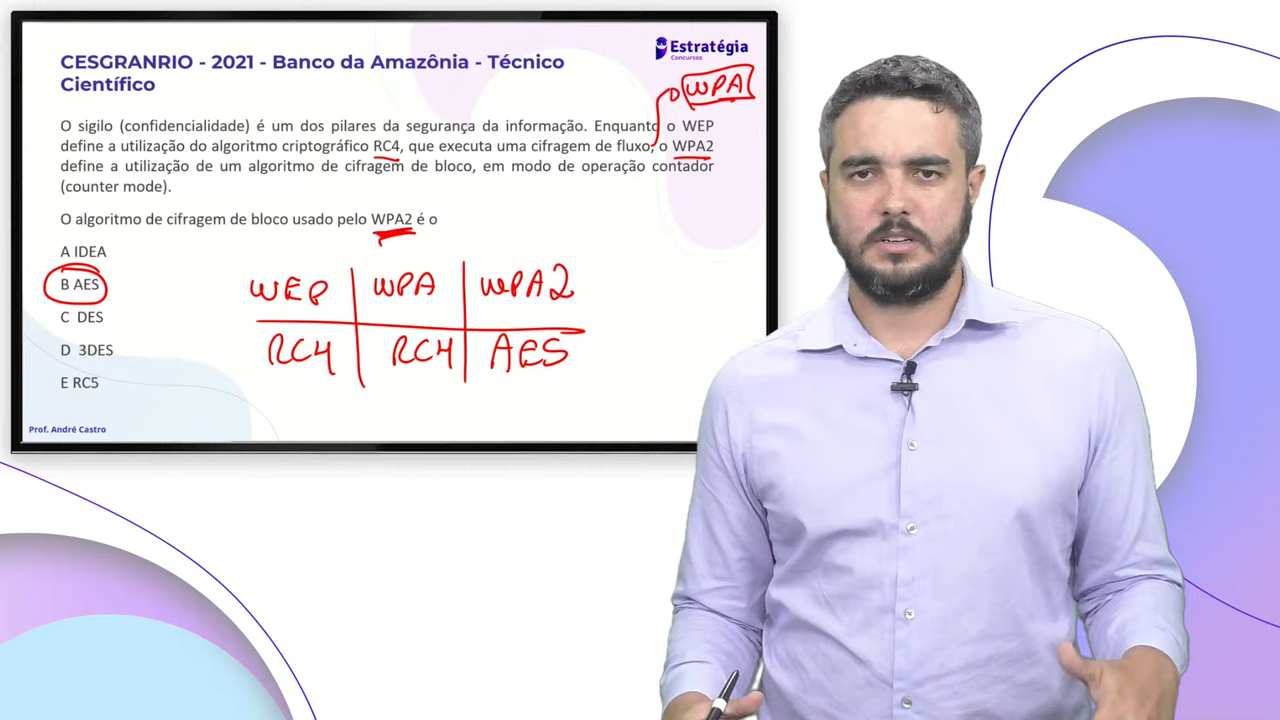 CESGRANRIO - 2021 - Banco da Amazônia - Técnico
Científico
Estratégia
Concursos
WPA
O sigilo (confidencialidade) é um dos pilares da segurança da informação. Enquanto o WEP
define a utilização do algoritmo criptográfico RC4, que executa uma cifragem de fluxo, o WPA2
define a utilização de um algoritmo de cifragem de bloco, em modo de operação contador
(counter mode).
O algoritmo de cifragem de bloco usado pelo WPA2 é o
A IDEA
B AES
C DES
D 3DES
E RC5
WEP WPA WPA2
RC4 RC4 AES
Prof. André Castro